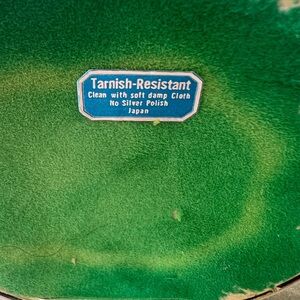 Tarnish-Resistant
Clean with soft damp Cloth
No Silver Polish
Japan